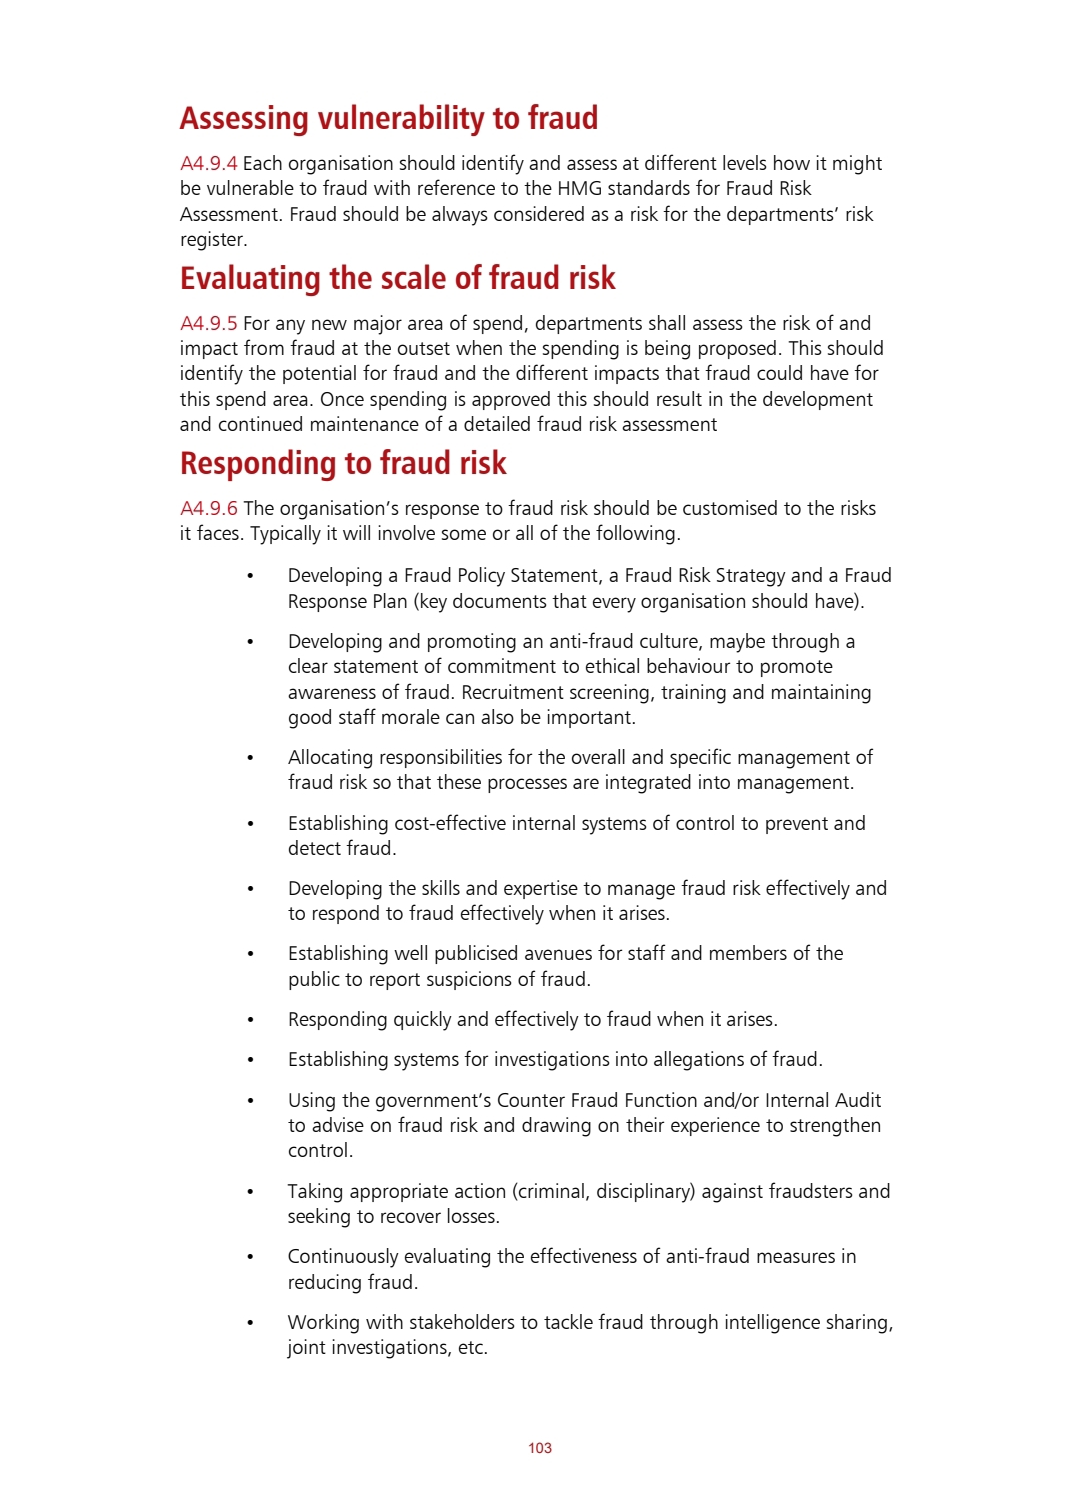 Assessing vulnerability to fraud
A4.9.4 Each organisation should identify and assess at different levels how it might
be vulnerable to fraud with reference to the HMG standards for Fraud Risk
Assessment. Fraud should be always considered as a risk for the departments’ risk
register.
Evaluating the scale of fraud risk
A4.9.5 For any new major area of spend, departments shall assess the risk of and
impact from fraud at the outset when the spending is being proposed. This should
identify the potential for fraud and the different impacts that fraud could have for
this spend area. Once spending is approved this should result in the development
and continued maintenance of a detailed fraud risk assessment
Responding to fraud risk
A4.9.6 The organisation’s response to fraud risk should be customised to the risks
it faces. Typically it will involve some or all of the following.
• Developing a Fraud Policy Statement, a Fraud Risk Strategy and a Fraud
Response Plan (key documents that every organisation should have).
• Developing and promoting an anti-fraud culture, maybe through a
clear statement of commitment to ethical behaviour to promote
awareness of fraud. Recruitment screening, training and maintaining
good staff morale can also be important.
• Allocating responsibilities for the overall and specific management of
fraud risk so that these processes are integrated into management.
• Establishing cost-effective internal systems of control to prevent and
detect fraud.
• Developing the skills and expertise to manage fraud risk effectively and
to respond to fraud effectively when it arises.
• Establishing well publicised avenues for staff and members of the
public to report suspicions of fraud.
• Responding quickly and effectively to fraud when it arises.
• Establishing systems for investigations into allegations of fraud.
• Using the government’s Counter Fraud Function and/or Internal Audit
to advise on fraud risk and drawing on their experience to strengthen
control.
• Taking appropriate action (criminal, disciplinary) against fraudsters and
seeking to recover losses.
• Continuously evaluating the effectiveness of anti-fraud measures in
reducing fraud.
• Working with stakeholders to tackle fraud through intelligence sharing,
joint investigations, etc.
103